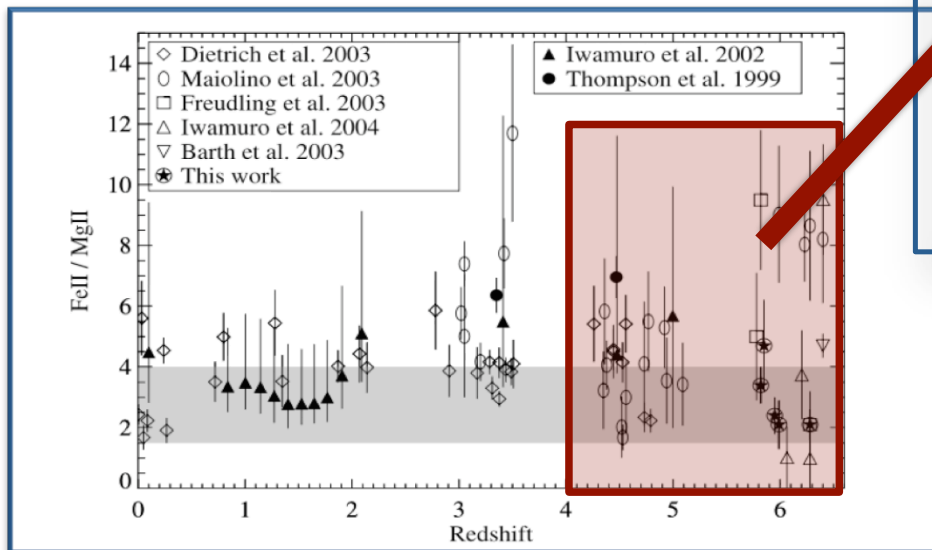 14
12
10
8
6
4
2
0
FeII / MgII
Dietrich et al. 2003
Maiolino et al. 2003
Freudling et al. 2003
Iwamuro et al. 2004
Barth et al. 2003
This work
Iwamuro et al. 2002
Thompson et al. 1999
0 1 2 3 4 5 6
Redshift